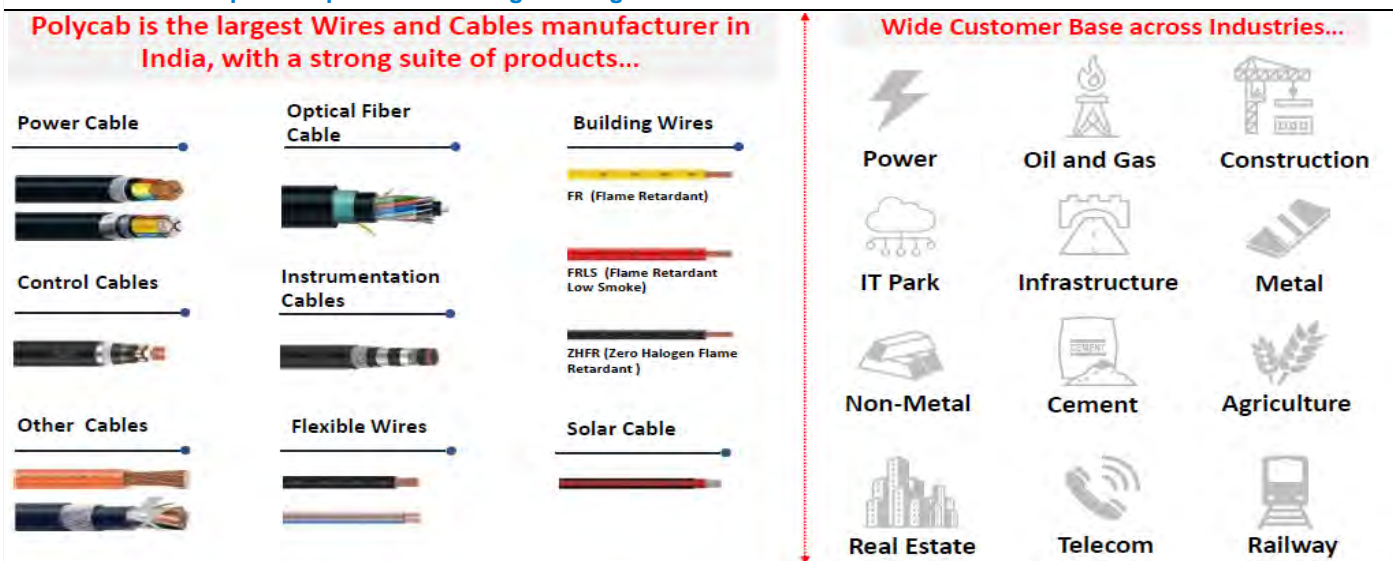 Polycab is the largest Wires and Cables manufacturer in
India, with a strong suite of products...
Power Cable
Optical Fiber
Cable
Building Wires
FR (Flame Retardant)
Control Cables
Instrumentation
Cables
FRLS (Flame Retardant
Low Smoke)
ZHFR (Zero Halogen Flame
Retardant )
Other Cables
Flexible Wires
Solar Cable
Wide Customer Base across Industries...
Power
Oil and Gas
Construction
IT Park
Infrastructure
Metal
CEMENT
Non-Metal
Cement
Agriculture
Real Estate
Telecom
Railway